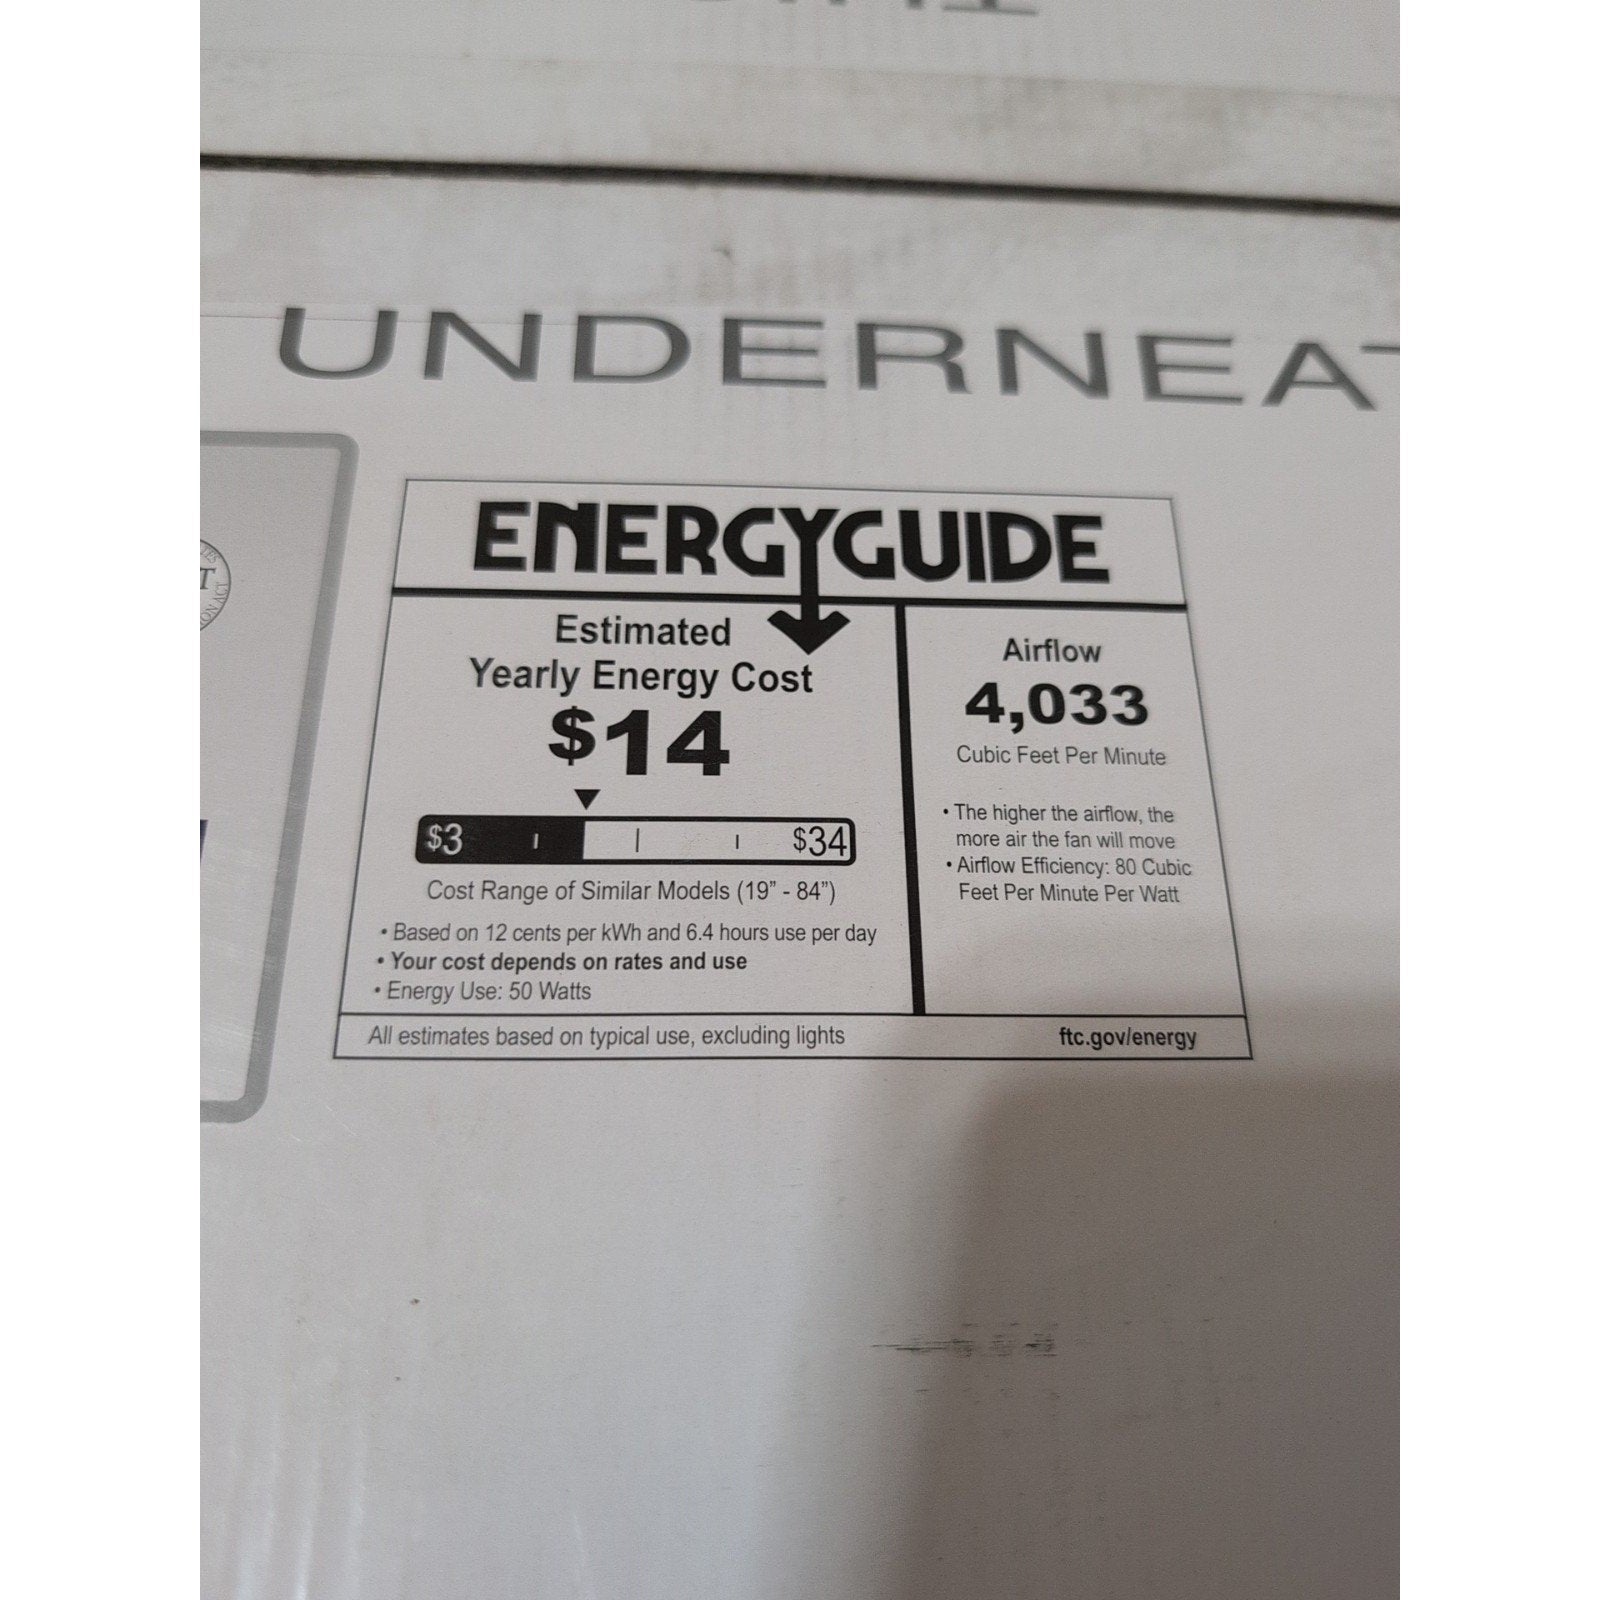 UNDERNEAT
ENERGYGUIDE
Estimated
Yearly Energy Cost
$14
$3 $34
Cost Range of Similar Models (19” - 84”)
• Based on 12 cents per kWh and 6.4 hours use per day
• Your cost depends on rates and use
• Energy Use: 50 Watts
Airflow
4,033
Cubic Feet Per Minute
• The higher the airflow, the
more air the fan will move
• Airflow Efficiency: 80 Cubic
Feet Per Minute Per Watt
All estimates based on typical use, excluding lights
ftc.gov/energy